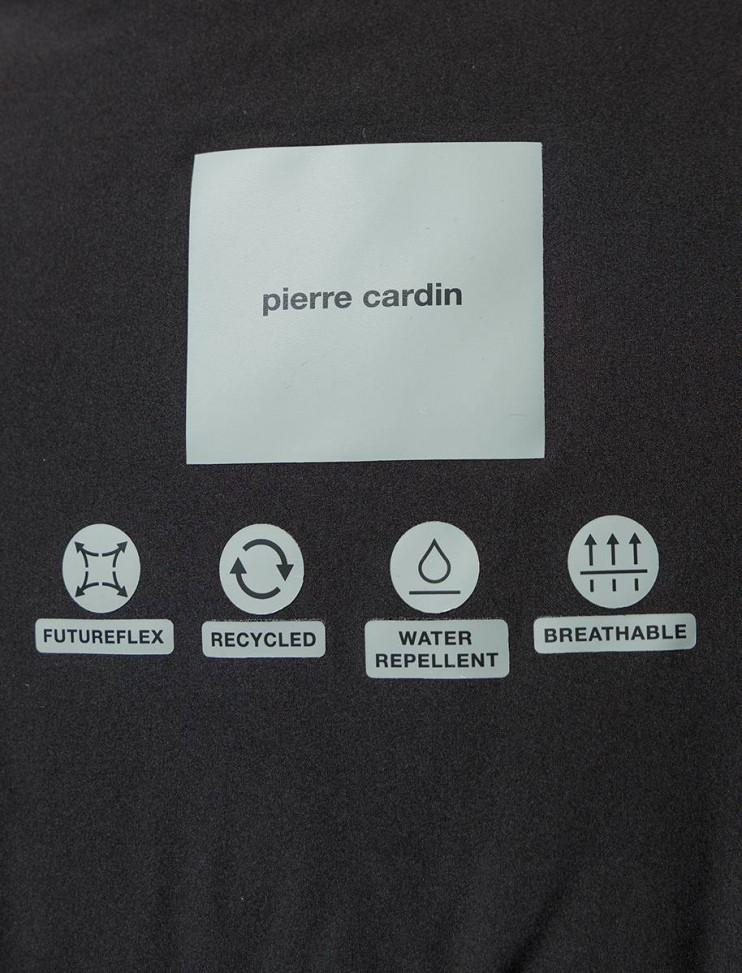 pierre cardin
FUTUREFLEX
RECYCLED
WATER
REPELLENT
BREATHABLE